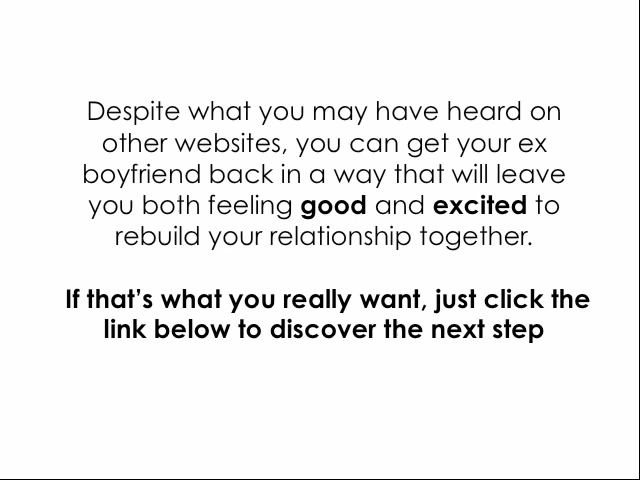 Despite what you may have heard on
other websites, you can get your ex
boyfriend back in a way that will leave
you both feeling good and excited to
rebuild your relationship together.
If that’s what you really want, just click the
link below to discover the next step